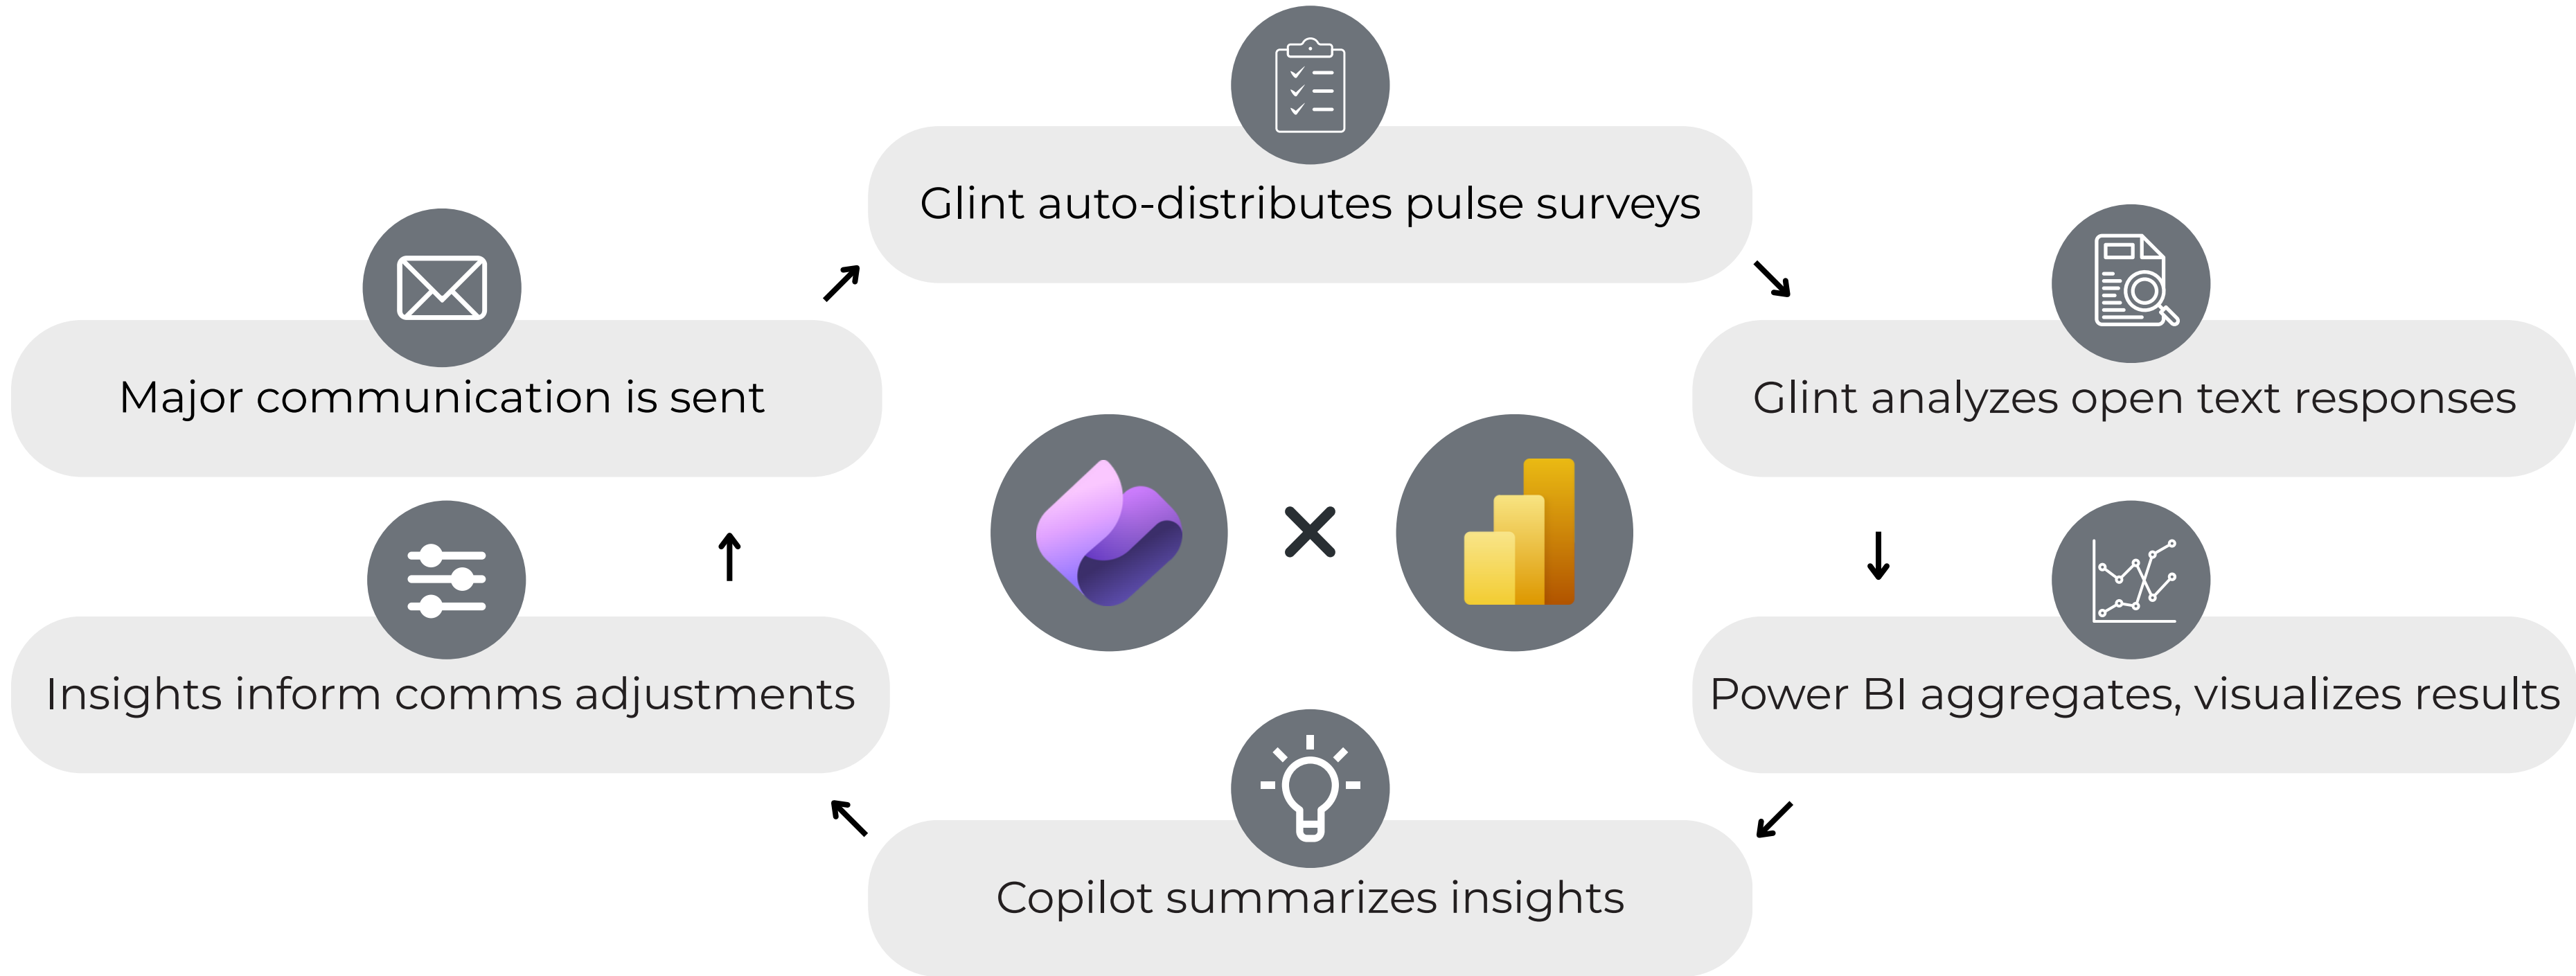 Glint auto-distributes pulse surveys
Major communication is sent
Glint analyzes open text responses
Insights inform comms adjustments
Power BI aggregates, visualizes results
Copilot summarizes insights